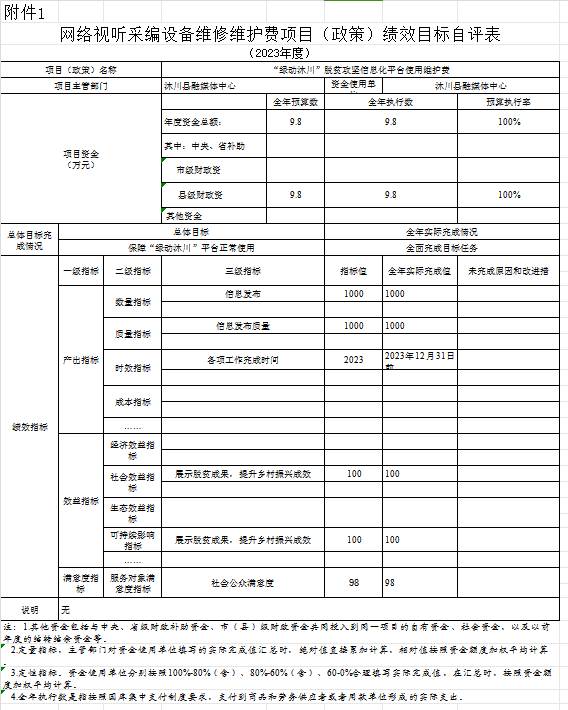 附件1
网络视听采编设备维修维护费项目（政策）绩效目标自评表
（2023年度）
项目（政策）名称 “绿动沐川”脱贫攻坚信息化平台使用维护费
项目主管部门 沐川县融媒体中心 资金使用单 沐川县融媒体中心
项目资金
（万元）
全年预算数 全年执行数 预算执行率
年度资金总额： 9.8 9.8 100%
其中：中央、省补助
市级财政资
县级财政资 9.8 9.8 100%
其他资金
总体目标完
成情况
总体目标 全年实际完成情况
保障“绿动沐川”平台正常使用 全面完成目标任务
绩效指标
一级指标 二级指标 三级指标 指标值 全年实际完成值 未完成原因和改进措
产出指标
数量指标 信息发布 1000 1000
质量指标 信息发布质量 1000 1000
时效指标 各项工作完成时间 2023 2023年12月31日
前
成本指标
……
效益指标
经济效益指
标
社会效益指
标
展示脱贫成果，提升乡村振兴成效 100 100
生态效益指
标
可持续影响
指标
展示脱贫成果，提升乡村振兴成效 100 100
……
满意度指
标
服务对象满
意度指标
社会公众满意度 98 98
说明 无
注：1.其他资金包括与中央、省级财政补助资金、市（县）级财政资金共同投入到同一项目的自有资金、社会资金，以及以前
年度的结转结余资金等。
2.定量指标，主管部门对资金使用单位填写的实际完成值汇总时，绝对值直接累加计算，相对值按照资金额度加权平均计算
。
3.定性指标。资金使用单位分别按照100%-80%（含）、80%-60%（含）、60-0%合理填写实际完成值，在汇总时，按照资金额
度加权平均计算。
4.全年执行数是指按照国库集中支付制度要求，支付到商品和劳务供应者或者用款单位形成的实际支出。